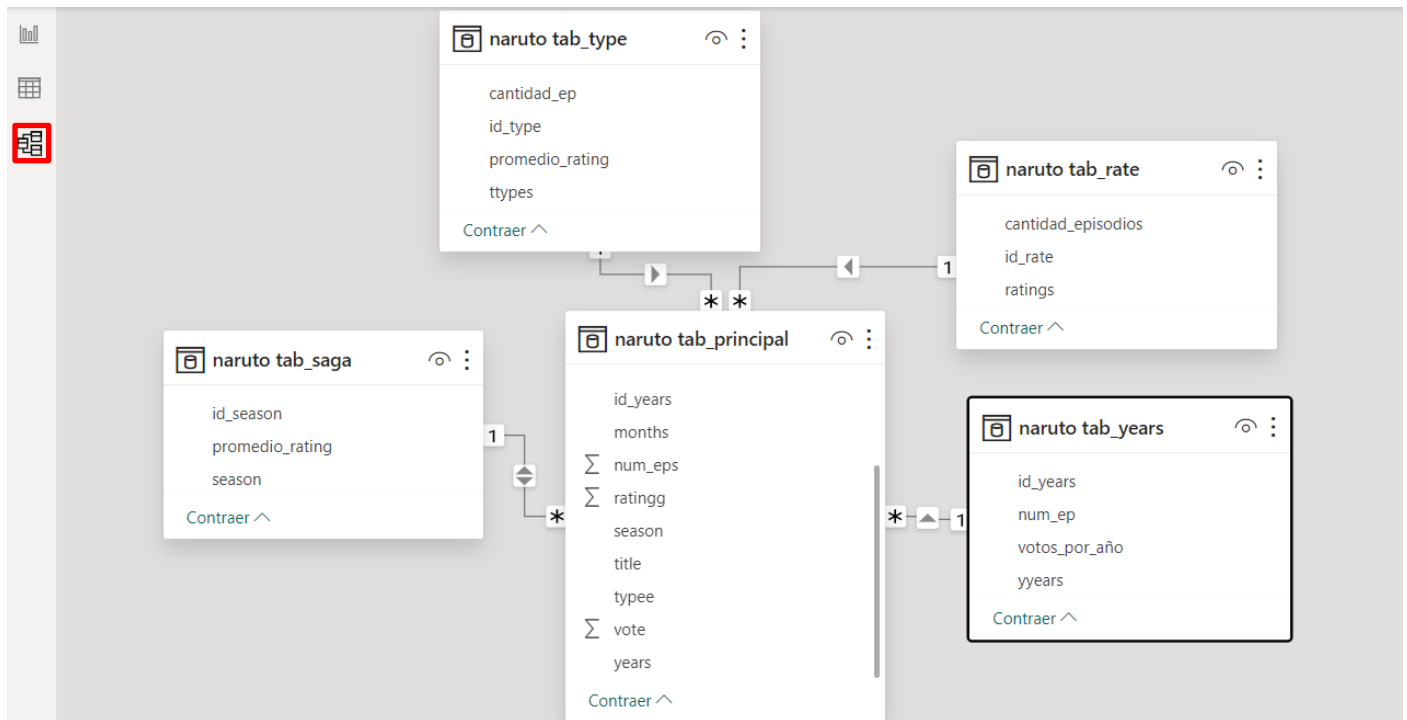 naruto tab_type
cantidad_ep
id_type
promedio_rating
ttypes
Contraer
naruto tab_rate
cantidad_episodios
id_rate
ratings
Contraer
1
* *
naruto tab_saga
id_season
promedio_rating
season
Contraer
1
*
naruto tab_principal
id_years
months
∑ num_eps
∑ ratingg
season
title
typee
∑ vote
years
Contraer
naruto tab_years
id_years
num_ep
votos_por_año
yyears
Contraer
* 1